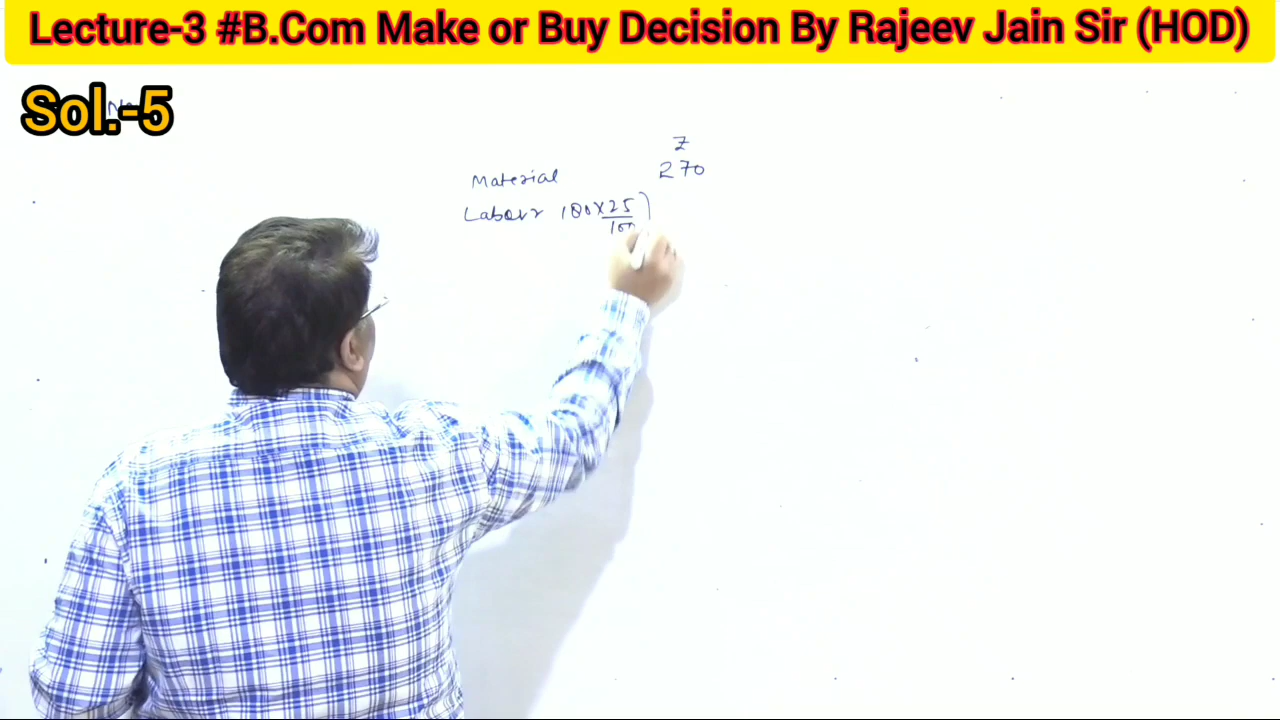 Lecture-3 #B.Com Make or Buy Decision By Rajeev Jain Sir (HOD)
Sol.-5
Z
Material 270
Labour 180×25)
100